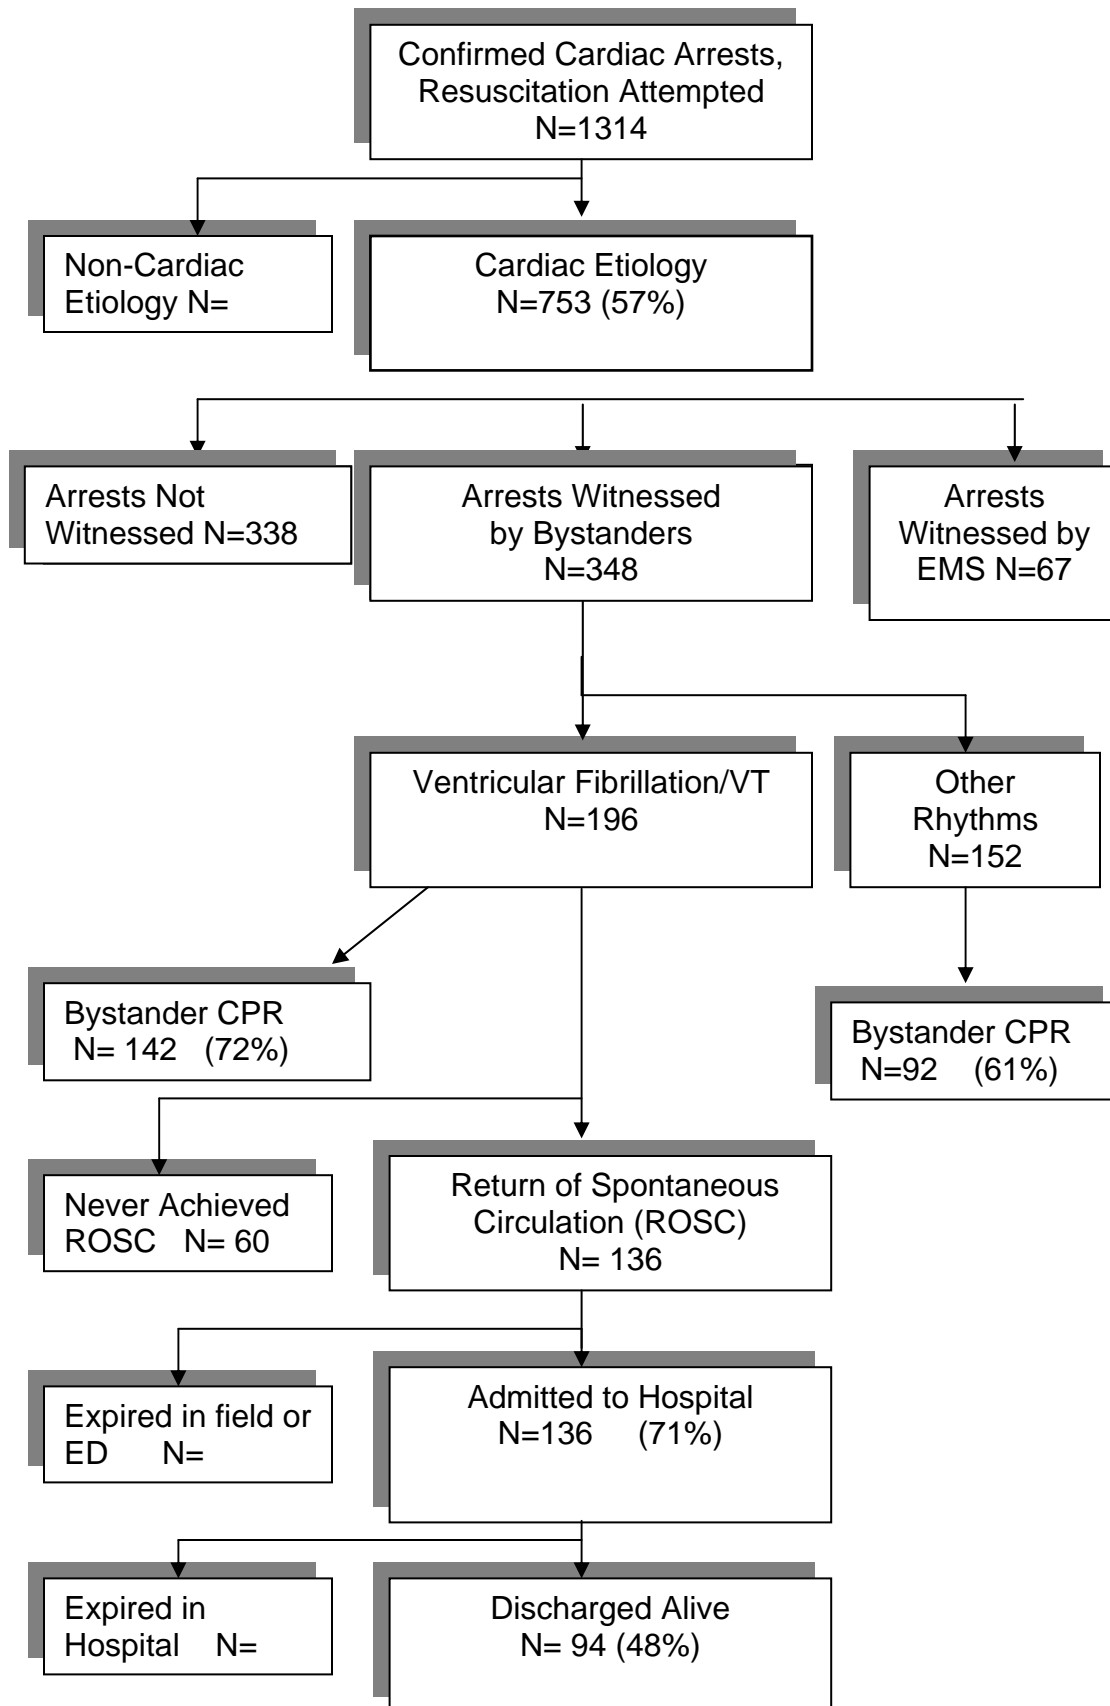 Confirmed Cardiac Arrests,
Resuscitation Attempted
N=1314
Non-Cardiac
Etiology N=
Cardiac Etiology
N=753 (57%)
Arrests Not
Witnessed N=338
Arrests Witnessed
by Bystanders
N=348
Arrests
Witnessed by
EMS N=67
Ventricular Fibrillation/VT
N=196
Other
Rhythms
N=152
Bystander CPR
N= 142 (72%)
Bystander CPR
N=92 (61%)
Never Achieved
ROSC N= 60
Return of Spontaneous
Circulation (ROSC)
N= 136
Expired in field or
ED N=
Admitted to Hospital
N=136 (71%)
Expired in
Hospital N=
Discharged Alive
N= 94 (48%)